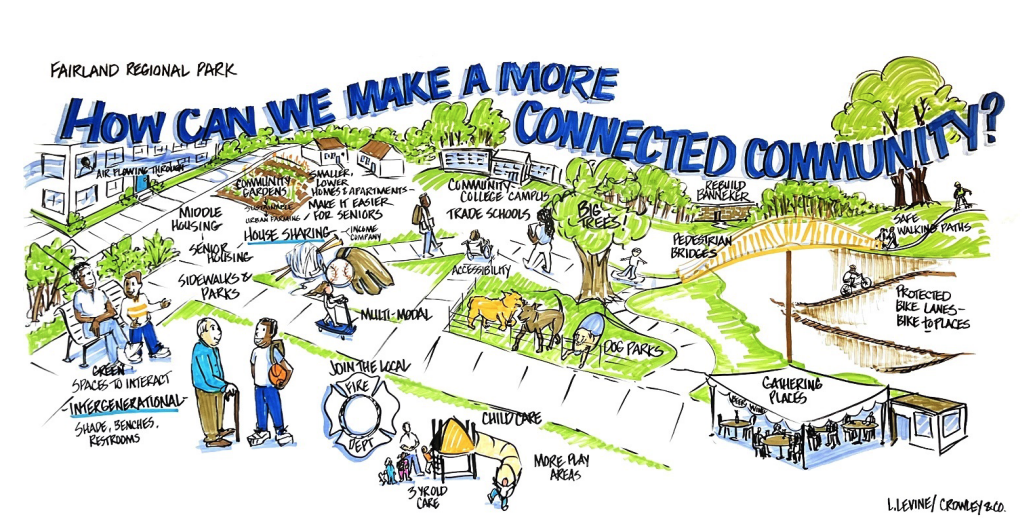 FAIRLAND REGIONAL PARK
HOW CAN WE MAKE A MORE
CONNECTED COMMUNITY?
AIR FLOWING THROUGH
COMMUNITY
GARDENS
SUSTAINABLE
URBAN FARMING
SMALLER,
LOWER
HOMES & APARTMENTS-
MAKE IT EASIER
FOR SENIORS
HOUSE SHARING
-INCOME
COMPANY
MIDDLE
HOUSING
SENIOR
HOUSING
SIDEWALKS &
PARKS
COMMUNITY
COLLEGE CAMPUS
TRADE SCHOOLS
ACCESSIBILITY
BIG
TREES!
REBUILD
BANNEKER
PEDESTRIAN
BRIDGES
SAFE
WALKING PATHS
PROTECTED
BIKE LANES-
BIKE to PLACES
MULTI-MODAL
DOG PARKS
GREEN
SPACES TO INTERACT
-INTERGENERATIONAL-
SHADE, BENCHES,
RESTROOMS
JOIN THE LOCAL
FIRE
DEPT
CHILD CARE
3 YR OLD
CARE
MORE PLAY
AREAS
GATHERING
PLACES
BEER WINE
L.LEVINE/ CROWLEY & CO.